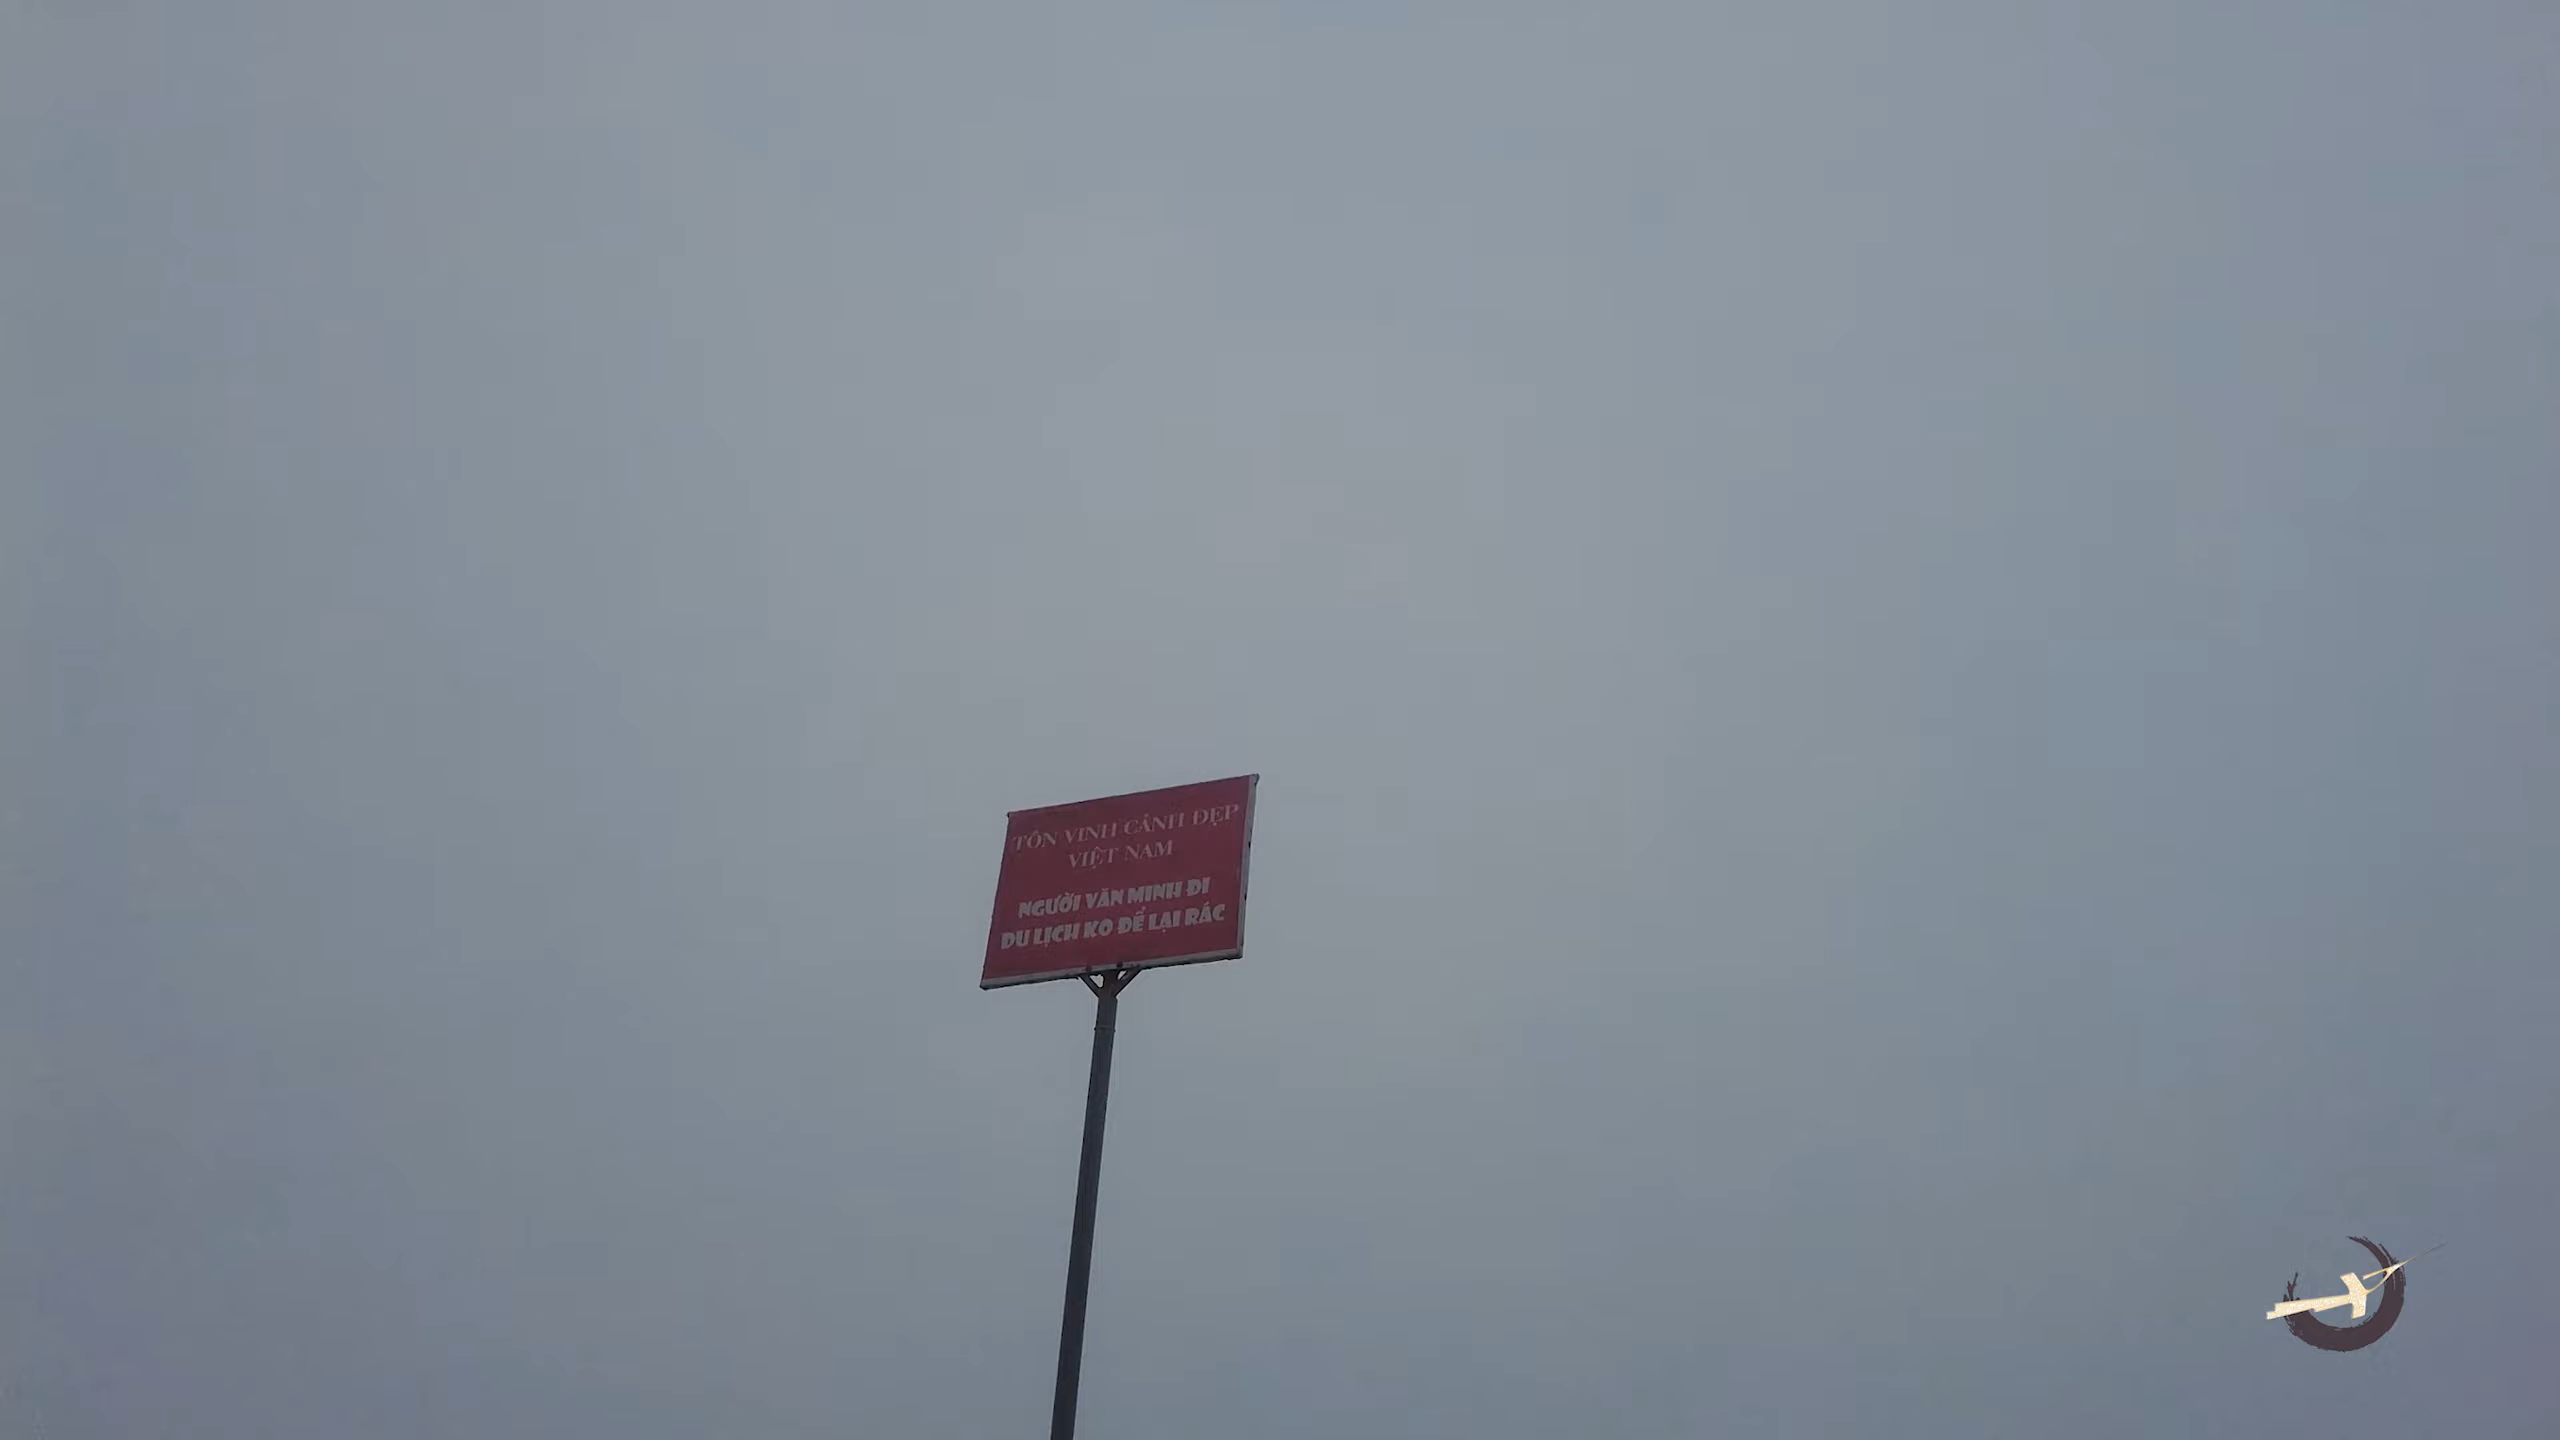 TÔN VINH CẢNH ĐẸP
VIỆT NAM
NGƯỜI VĂN MINH ĐI
DU LỊCH KO ĐỂ LẠI RÁC